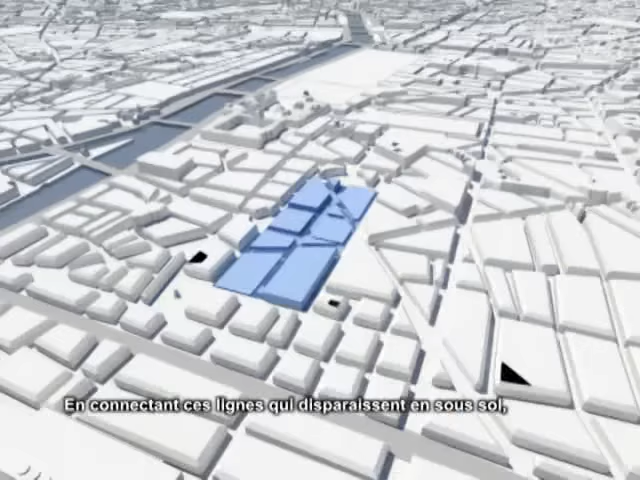 En connectant ces lignes qui disparaissent en sous sol,